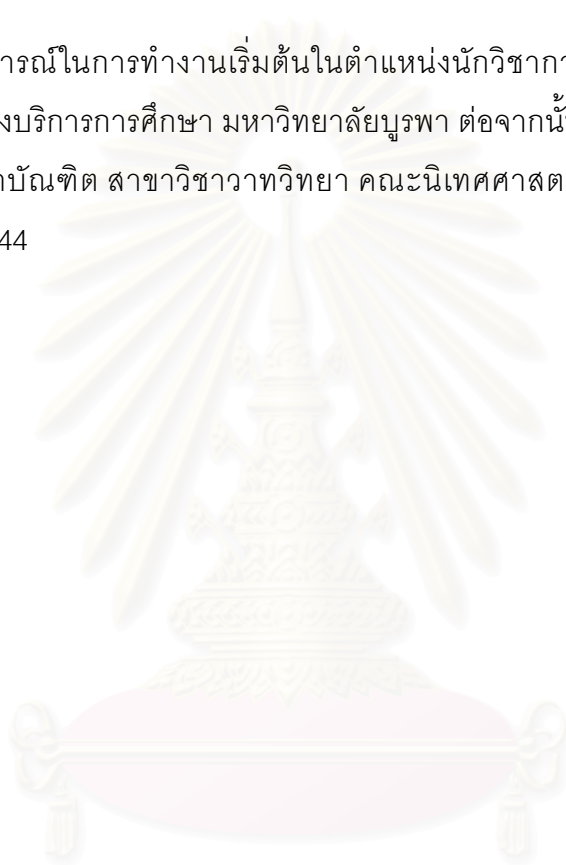 ารณ์ในการทำงานเริ่มต้นในตำแหน่งนักวิชากา
งบริการการศึกษา มหาวิทยาลัยบูรพา ต่อจากนั้
าบัณฑิต สาขาวิชาวาทวิทยา คณะนิเทศศาสต
44